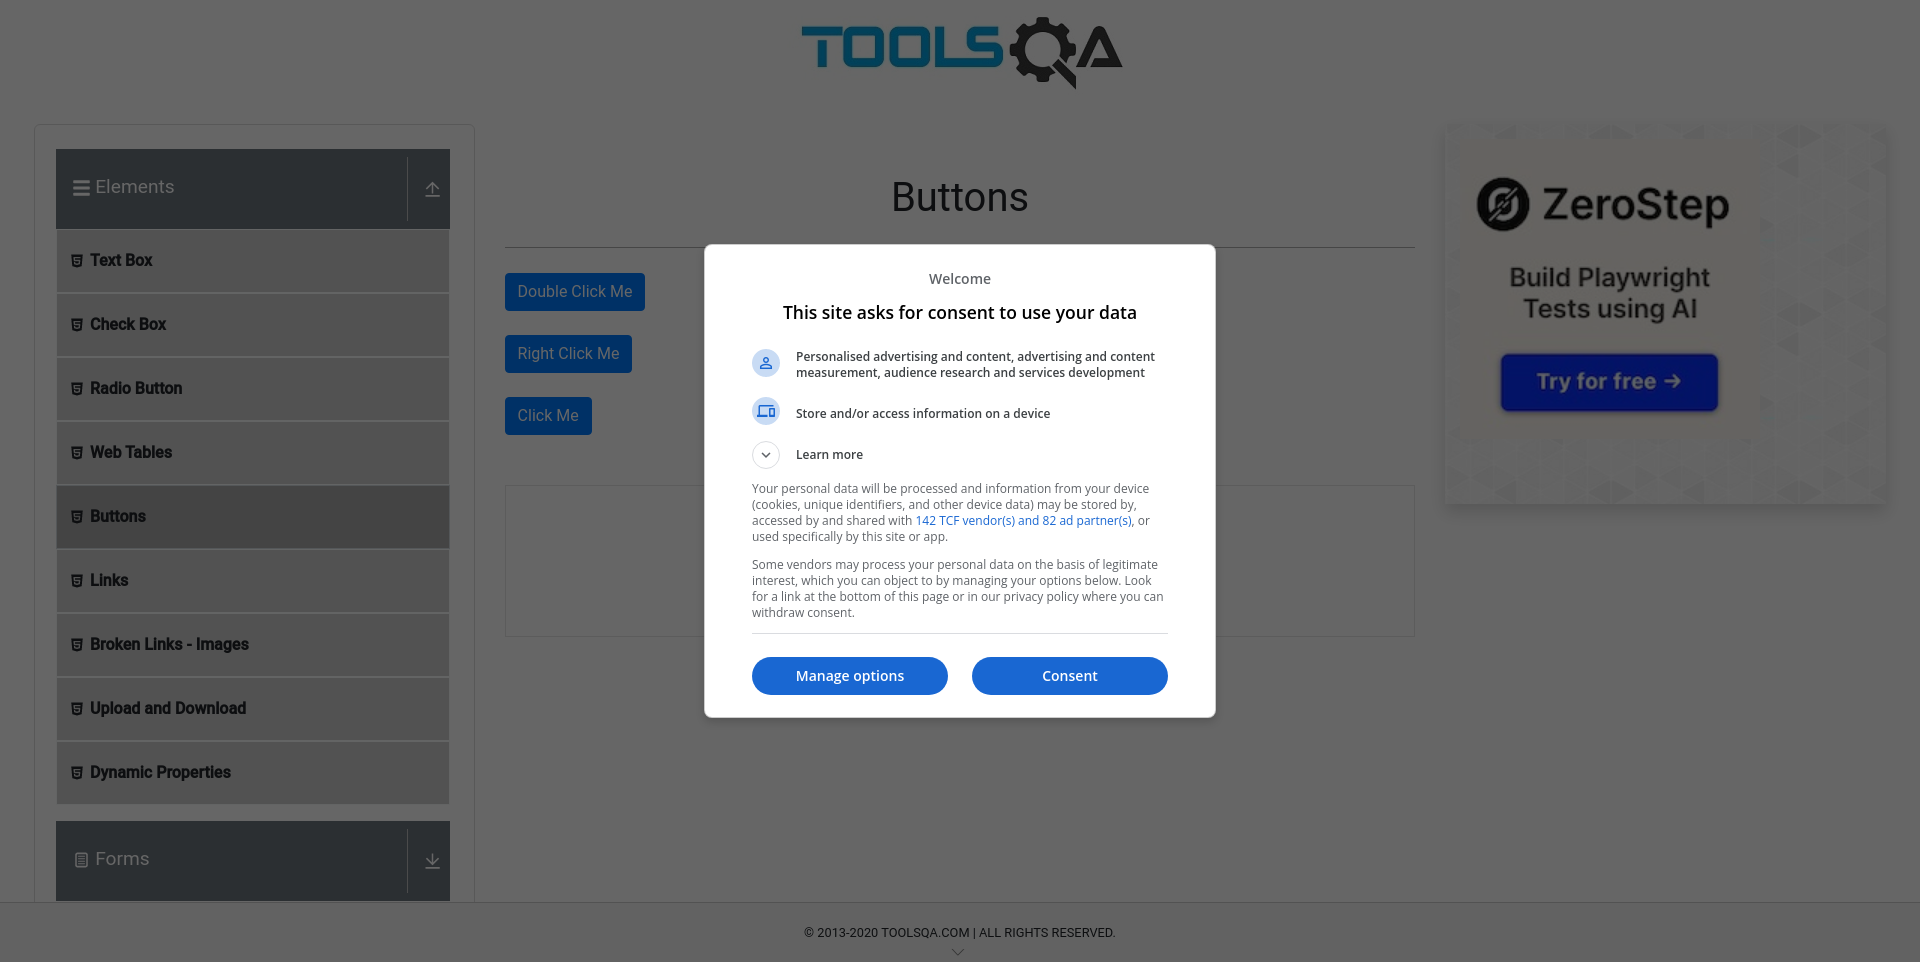 TOOLSQA
Elements
Text Box
Check Box
Radio Button
Web Tables
Buttons
Links
Broken Links - Images
Upload and Download
Dynamic Properties
Forms
Buttons
Double Click Me
Right Click Me
Click Me
Welcome
This site asks for consent to use your data
Personalised advertising and content, advertising and content
measurement, audience research and services development
Store and/or access information on a device
Learn more
Your personal data will be processed and information from your device
(cookies, unique identifiers, and other device data) may be stored by,
accessed by and shared with 142 TCF vendor(s) and 82 ad partner(s), or
used specifically by this site or app.
Some vendors may process your personal data on the basis of legitimate
interest, which you can object to by managing your options below. Look
for a link at the bottom of this page or in our privacy policy where you can
withdraw consent.
Manage options
Consent
ZeroStep
Build Playwright
Tests using AI
Try for free →
© 2013-2020 TOOLSQA.COM | ALL RIGHTS RESERVED.